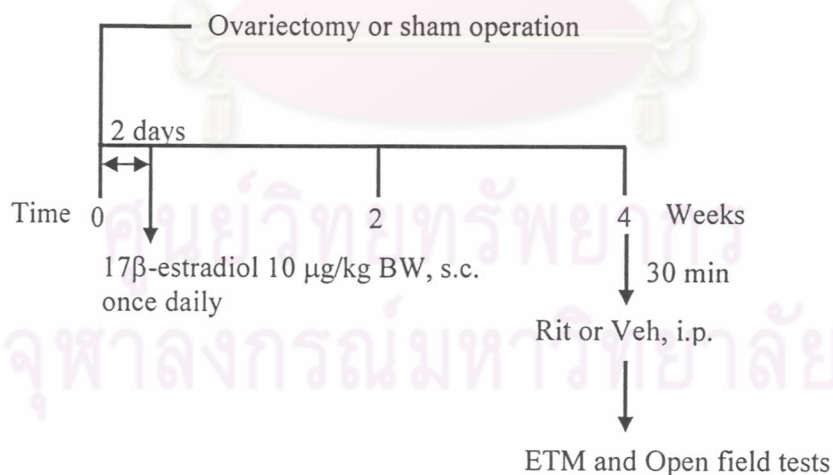 Ovariectomy or sham operation
2 days
Time 0 2 4 Weeks
17β-estradiol 10 μg/kg BW, s.c.
once daily
30 min
Rit or Veh, i.p.
ETM and Open field tests
ศูนย์วิทยทรัพยากร
จุฬาลงกรณ์มหาวิทยาลัย